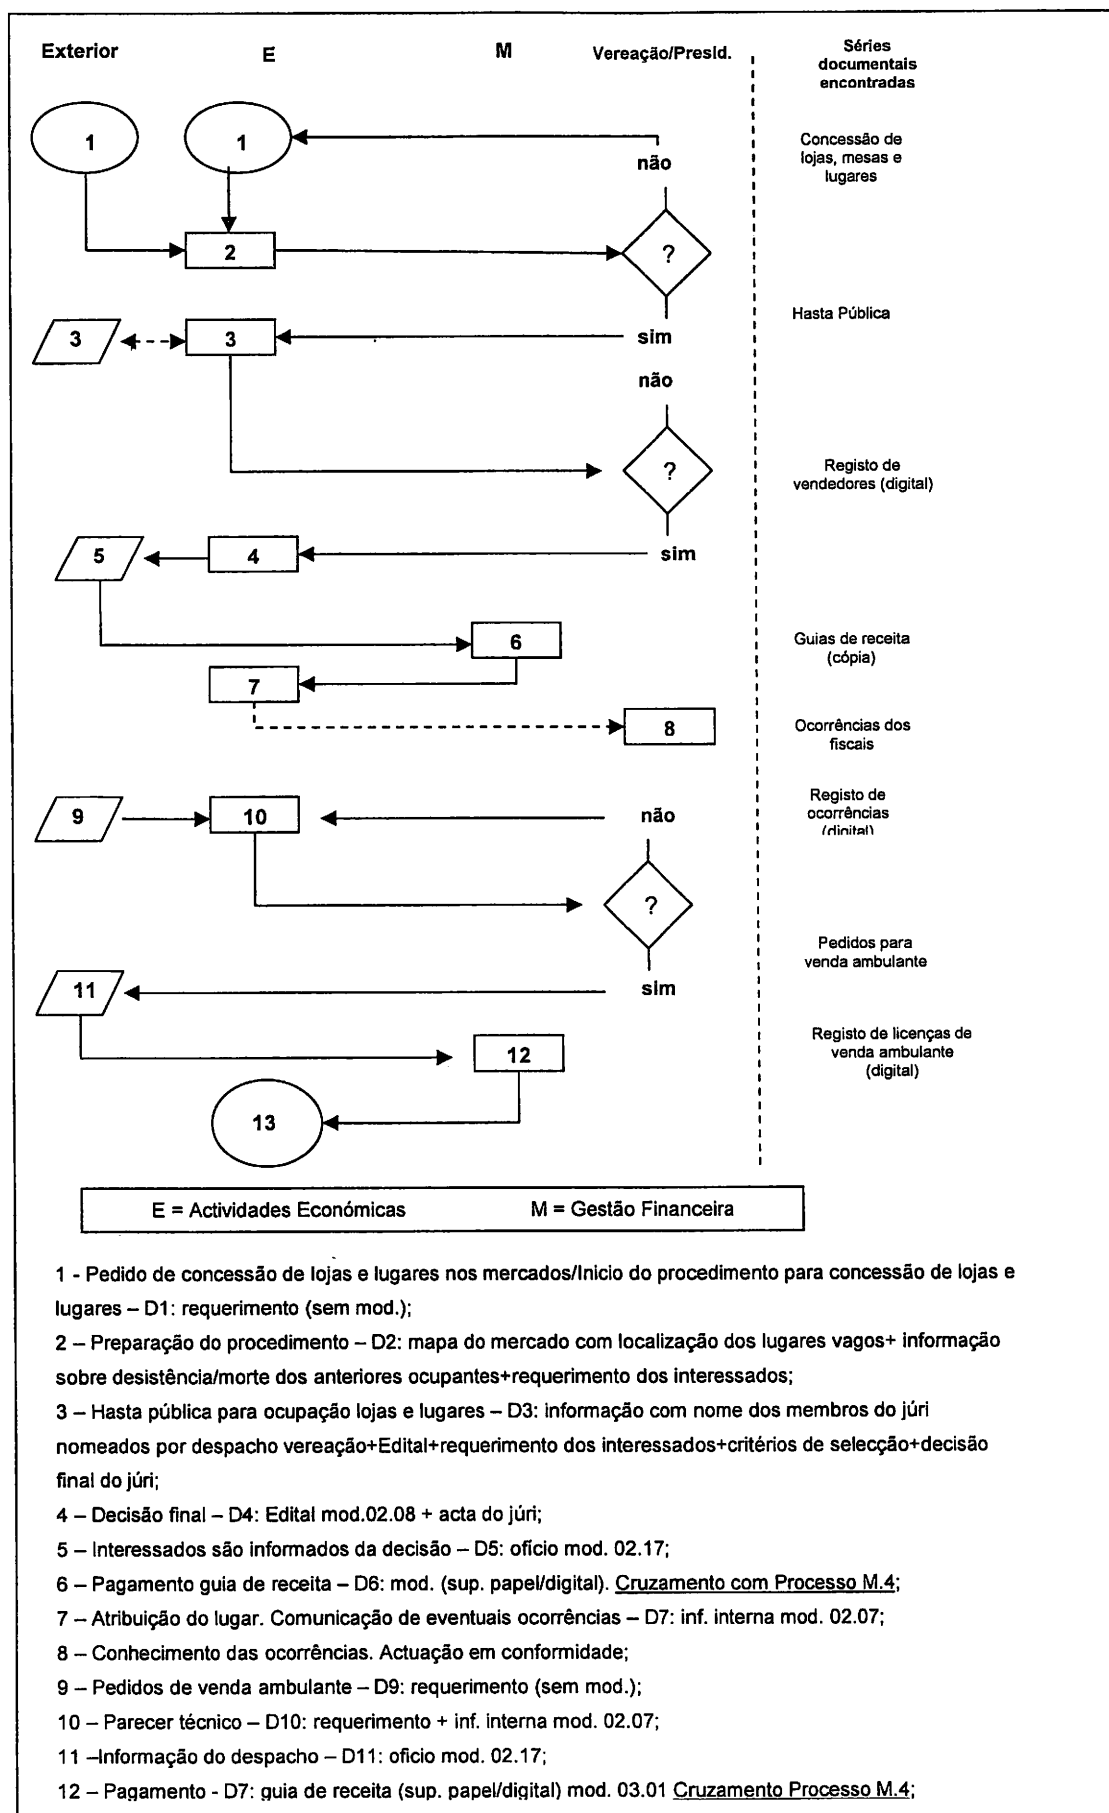 Exterior E M Vereação/Presid. Séries
documentais
encontradas
1 1 Concessão de
lojas, mesas e
lugares
não
2 ?
Hasta Pública
3 3 sim
não
? Registo de
vendedores (digital)
5 4 sim
6 Guias de receita
(cópia)
7
8 Ocorrências dos
fiscais
9 10 não Registo de
ocorrências
(digital)
?
Pedidos para
venda ambulante
11 sim
12 Registo de licenças de
venda ambulante
(digital)
13
E = Actividades Económicas M = Gestão Financeira
1 - Pedido de concessão de lojas e lugares nos mercados/Inicio do procedimento para concessão de lojas e
lugares – D1: requerimento (sem mod.);
2 – Preparação do procedimento – D2: mapa do mercado com localização dos lugares vagos+ informação
sobre desistência/morte dos anteriores ocupantes+requerimento dos interessados;
3 – Hasta pública para ocupação lojas e lugares – D3: informação com nome dos membros do júri
nomeados por despacho vereação+Edital+requerimento dos interessados+critérios de selecção+decisão
final do júri;
4 – Decisão final – D4: Edital mod.02.08 + acta do júri;
5 – Interessados são informados da decisão – D5: ofício mod. 02.17;
6 – Pagamento guia de receita – D6: mod. (sup. papel/digital). Cruzamento com Processo M.4;
7 – Atribuição do lugar. Comunicação de eventuais ocorrências – D7: inf. interna mod. 02.07;
8 – Conhecimento das ocorrências. Actuação em conformidade;
9 – Pedidos de venda ambulante – D9: requerimento (sem mod.);
10 – Parecer técnico – D10: requerimento + inf. interna mod. 02.07;
11 –Informação do despacho – D11: oficio mod. 02.17;
12 – Pagamento - D7: guia de receita (sup. papel/digital) mod. 03.01 Cruzamento Processo M.4;